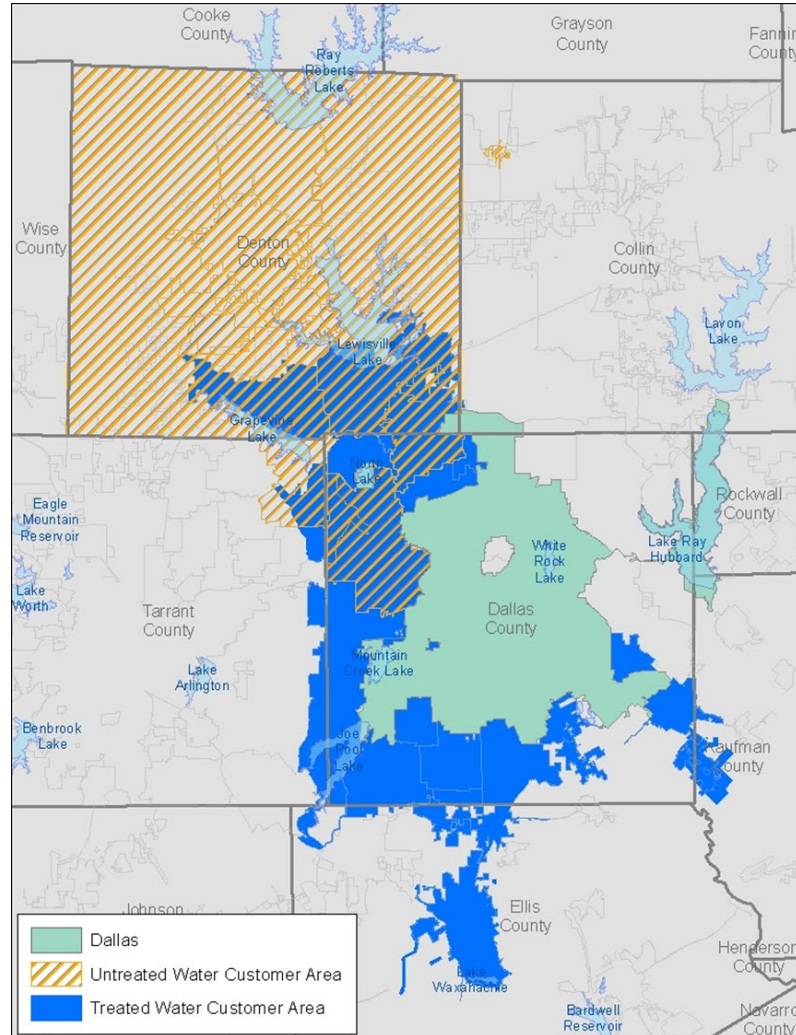 Cooke
County
Grayson
County
Fannin
County
Ray
Roberts
Lake
Wise
County
Denton
County
Collin
County
Lavon
Lake
Lewisville
Lake
Grapevine
Lake
North
Lake
Rockwall
County
Eagle
Mountain
Reservoir
Lake Ray
Hubbard
White
Rock
Lake
Lake
Worth
Tarrant
County
Dallas
County
Mountain
Creek Lake
Lake
Arlington
Benbrook
Lake
Joe
Pool
Lake
Kaufman
County
Johnson
Ellis
County
Henderson
County
Lake
Waxahachie
Bardwell
Reservoir
Navarro
County
Dallas
Untreated Water Customer Area
Treated Water Customer Area